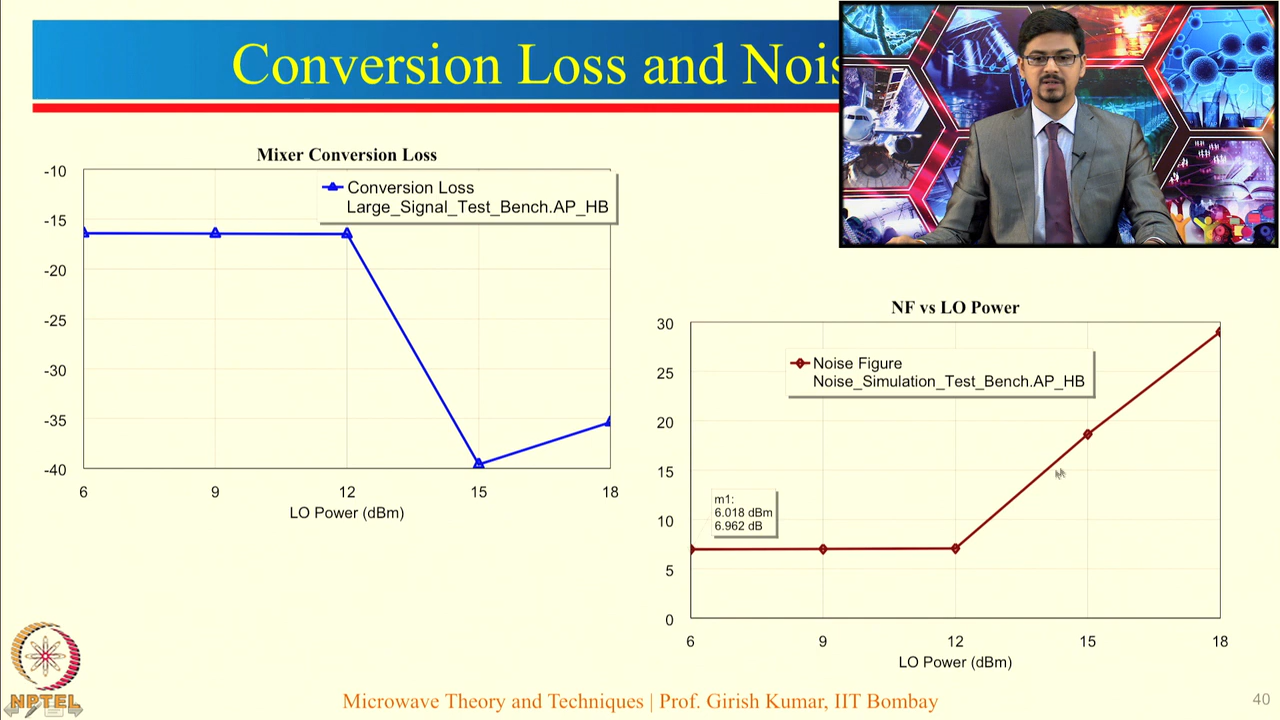 Conversion Loss and Nois
Mixer Conversion Loss
-10
-15
-20
-25
-30
-35
-40
Conversion Loss
Large_Signal_Test_Bench.AP_HB
6 9 12 15 18
LO Power (dBm)
NF vs LO Power
30
25
20
15
10
5
0
Noise Figure
Noise_Simulation_Test_Bench.AP_HB
m1:
6.018 dBm
6.962 dB
6 9 12 15 18
LO Power (dBm)
NPTEL
Microwave Theory and Techniques | Prof. Girish Kumar, IIT Bombay
40